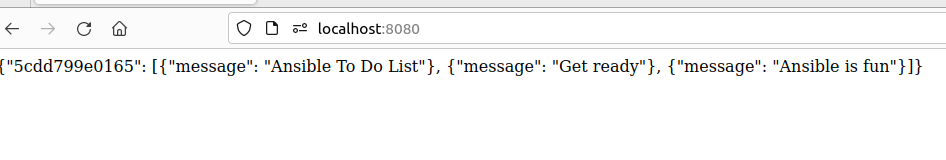 localhost:8080
{"5cdd799e0165": [{"message": "Ansible To Do List"}, {"message": "Get ready"}, {"message": "Ansible is fun"}]}